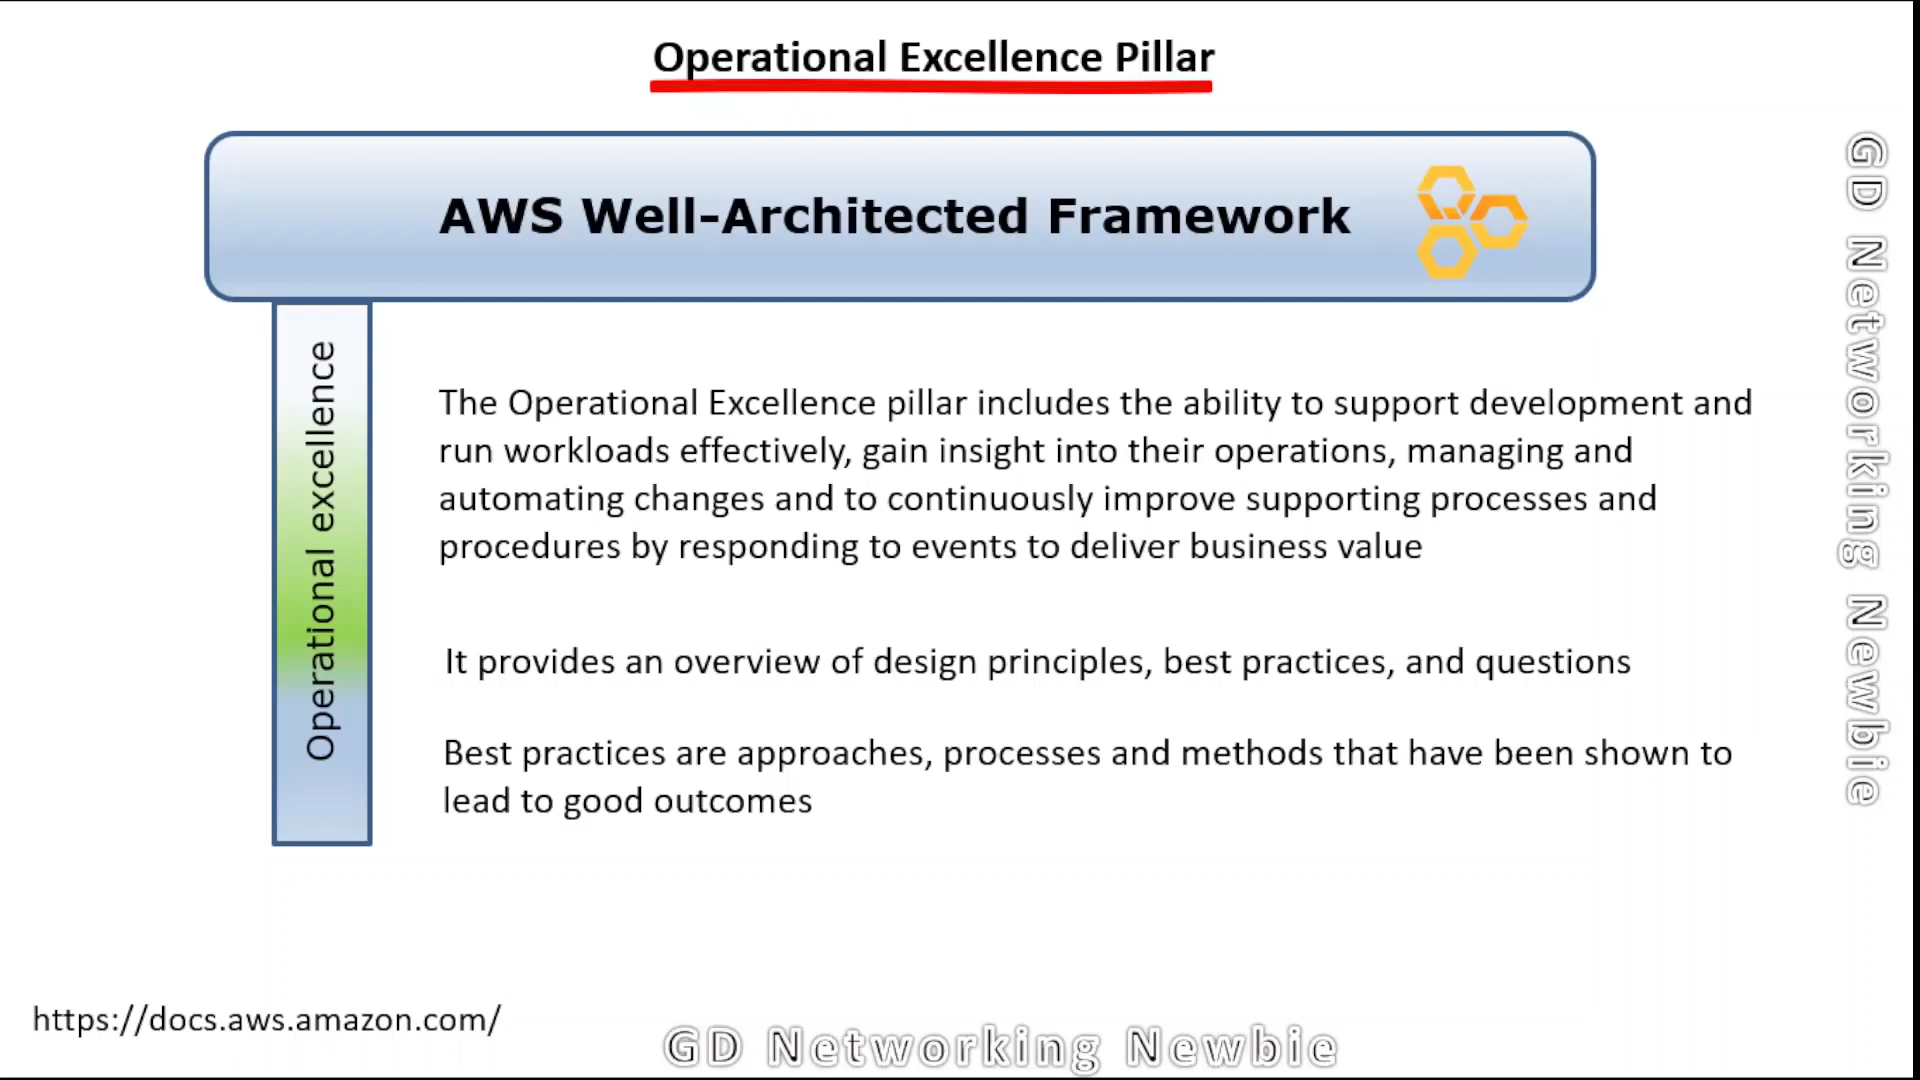 Operational Excellence Pillar
AWS Well-Architected Framework
Operational excellence
The Operational Excellence pillar includes the ability to support development and
run workloads effectively, gain insight into their operations, managing and
automating changes and to continuously improve supporting processes and
procedures by responding to events to deliver business value
It provides an overview of design principles, best practices, and questions
Best practices are approaches, processes and methods that have been shown to
lead to good outcomes
https://docs.aws.amazon.com/
GD Networking Newbie
GD Networking Newbie